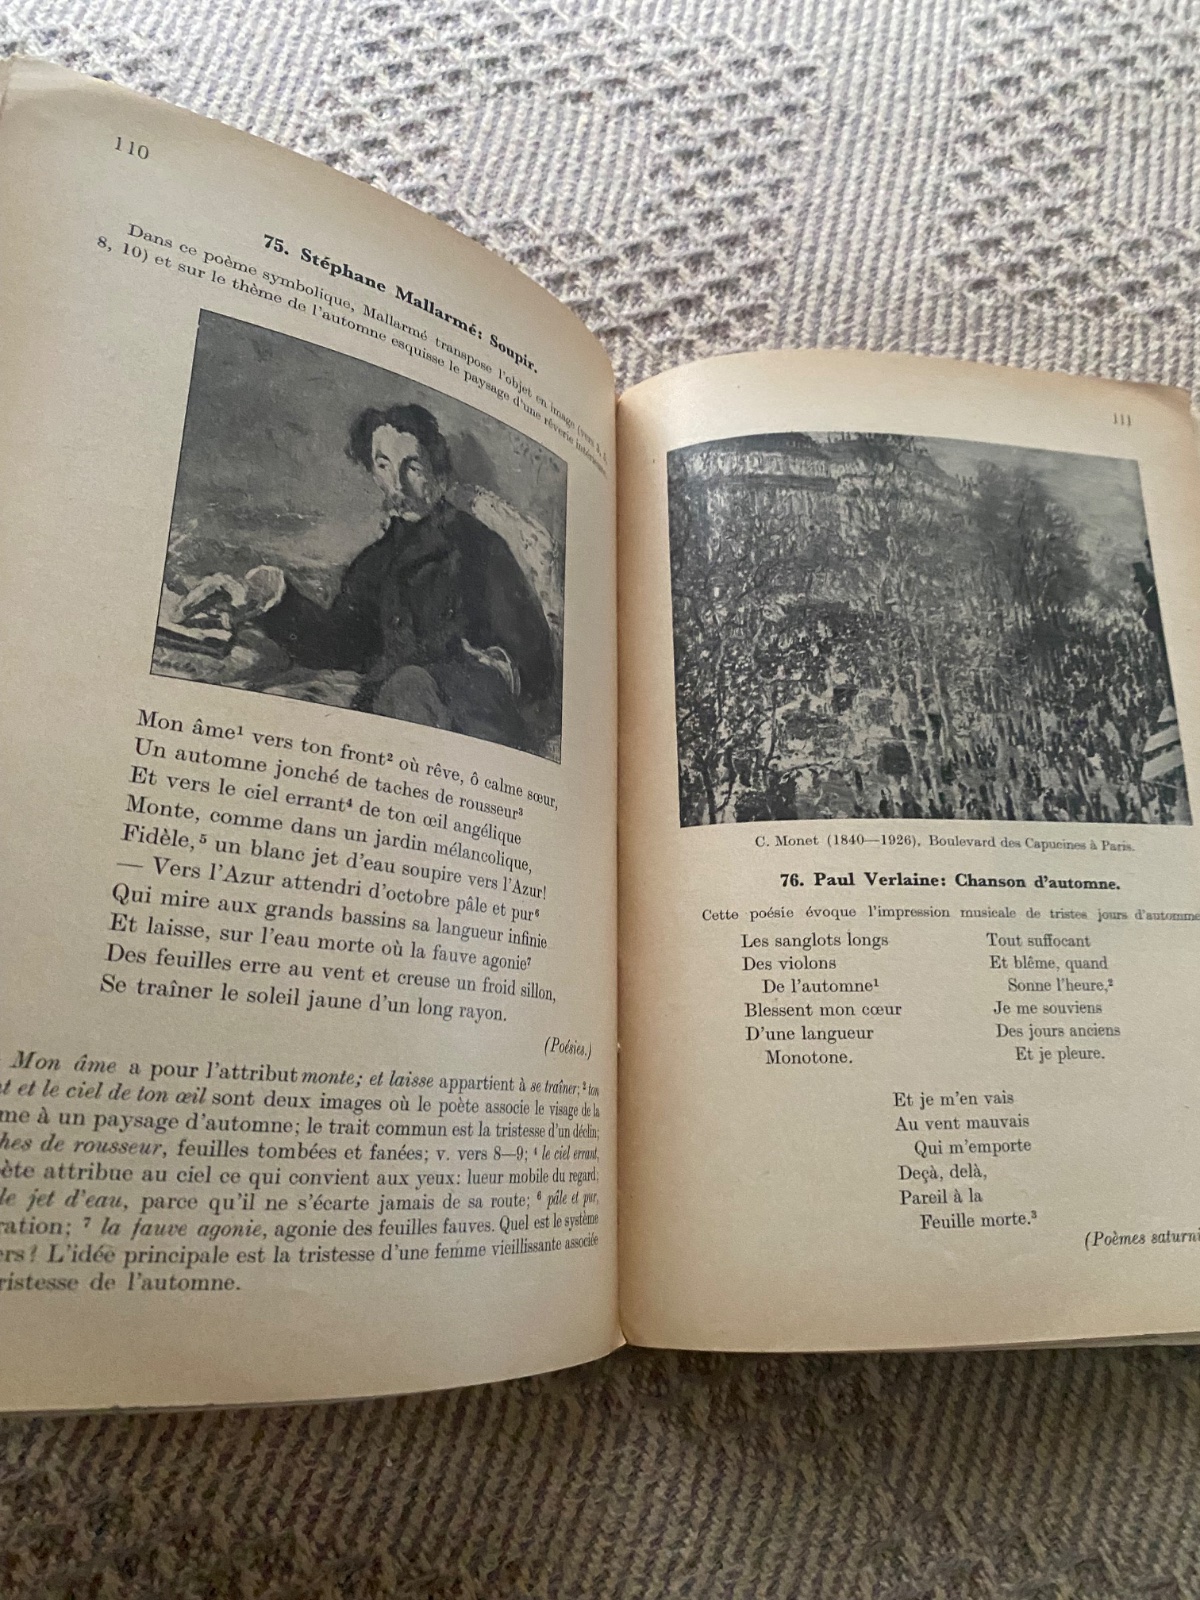 110
75. Stéphane Mallarmé: Soupir.
Dans ce poème symbolique, Mallarmé transpose l'objet en image (vers 3, 5,
8, 10) et sur le thème de l'automne esquisse le paysage d'une rêverie intérieure.
Mon âme¹ vers ton front² où rêve, ô calme sœur,
Un automne jonché de taches de rousseur³
Et vers le ciel errant⁴ de ton œil angélique
Monte, comme dans un jardin mélancolique,
Fidèle,⁵ un blanc jet d'eau soupire vers l'Azur!
— Vers l'Azur attendri d'octobre pâle et pur⁶
Qui mire aux grands bassins sa langueur infinie
Et laisse, sur l'eau morte où la fauve agonie⁷
Des feuilles erre au vent et creuse un froid sillon,
Se traîner le soleil jaune d'un long rayon.
(Poésies.)
Mon âme a pour l'attribut monte; et laisse appartient à se traîner; ² ton
et le ciel de ton œil sont deux images où le poète associe le visage de la
me à un paysage d'automne; le trait commun est la tristesse d'un déclin;
hes de rousseur, feuilles tombées et fanées; v. vers 8—9; ⁴ le ciel errant,
ète attribue au ciel ce qui convient aux yeux: lueur mobile du regard;
le jet d'eau, parce qu'il ne s'écarte jamais de sa route; ⁶ pâle et pur,
ration; ⁷ la fauve agonie, agonie des feuilles fauves. Quel est le système
ers? L'idée principale est la tristesse d'une femme vieillissante associée
ristesse de l'automne.
111
C. Monet (1840—1926), Boulevard des Capucines à Paris.
76. Paul Verlaine: Chanson d'automne.
Cette poésie évoque l'impression musicale de tristes jours d'automne
Les sanglots longs
Des violons
De l'automne¹
Blessent mon cœur
D'une langueur
Monotone.
Tout suffocant
Et blême, quand
Sonne l'heure,²
Je me souviens
Des jours anciens
Et je pleure.
Et je m'en vais
Au vent mauvais
Qui m'emporte
Deçà, delà,
Pareil à la
Feuille morte.³
(Poèmes saturni